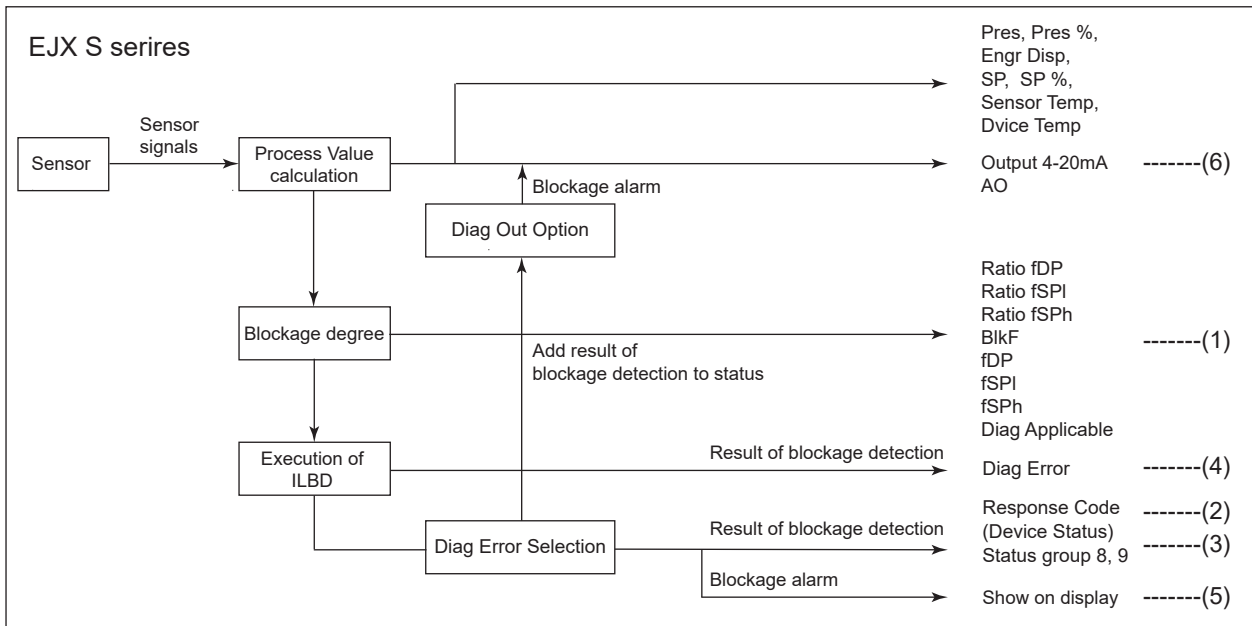 EJX S serires
Sensor
Sensor
signals
Process Value
calculation
Pres, Pres %,
Engr Disp,
SP, SP %,
Sensor Temp,
Dvice Temp
Output 4-20mA
AO
-------(6)
Blockage alarm
Diag Out Option
Blockage degree
Add result of
blockage detection to status
Ratio fDP
Ratio fSPl
Ratio fSPh
BlkF
fDP
fSPl
fSPh
Diag Applicable
-------(1)
Execution of
ILBD
Result of blockage detection
Diag Error
-------(4)
Diag Error Selection
Result of blockage detection
Response Code
(Device Status)
Status group 8, 9
-------(2)
-------(3)
Blockage alarm
Show on display
-------(5)